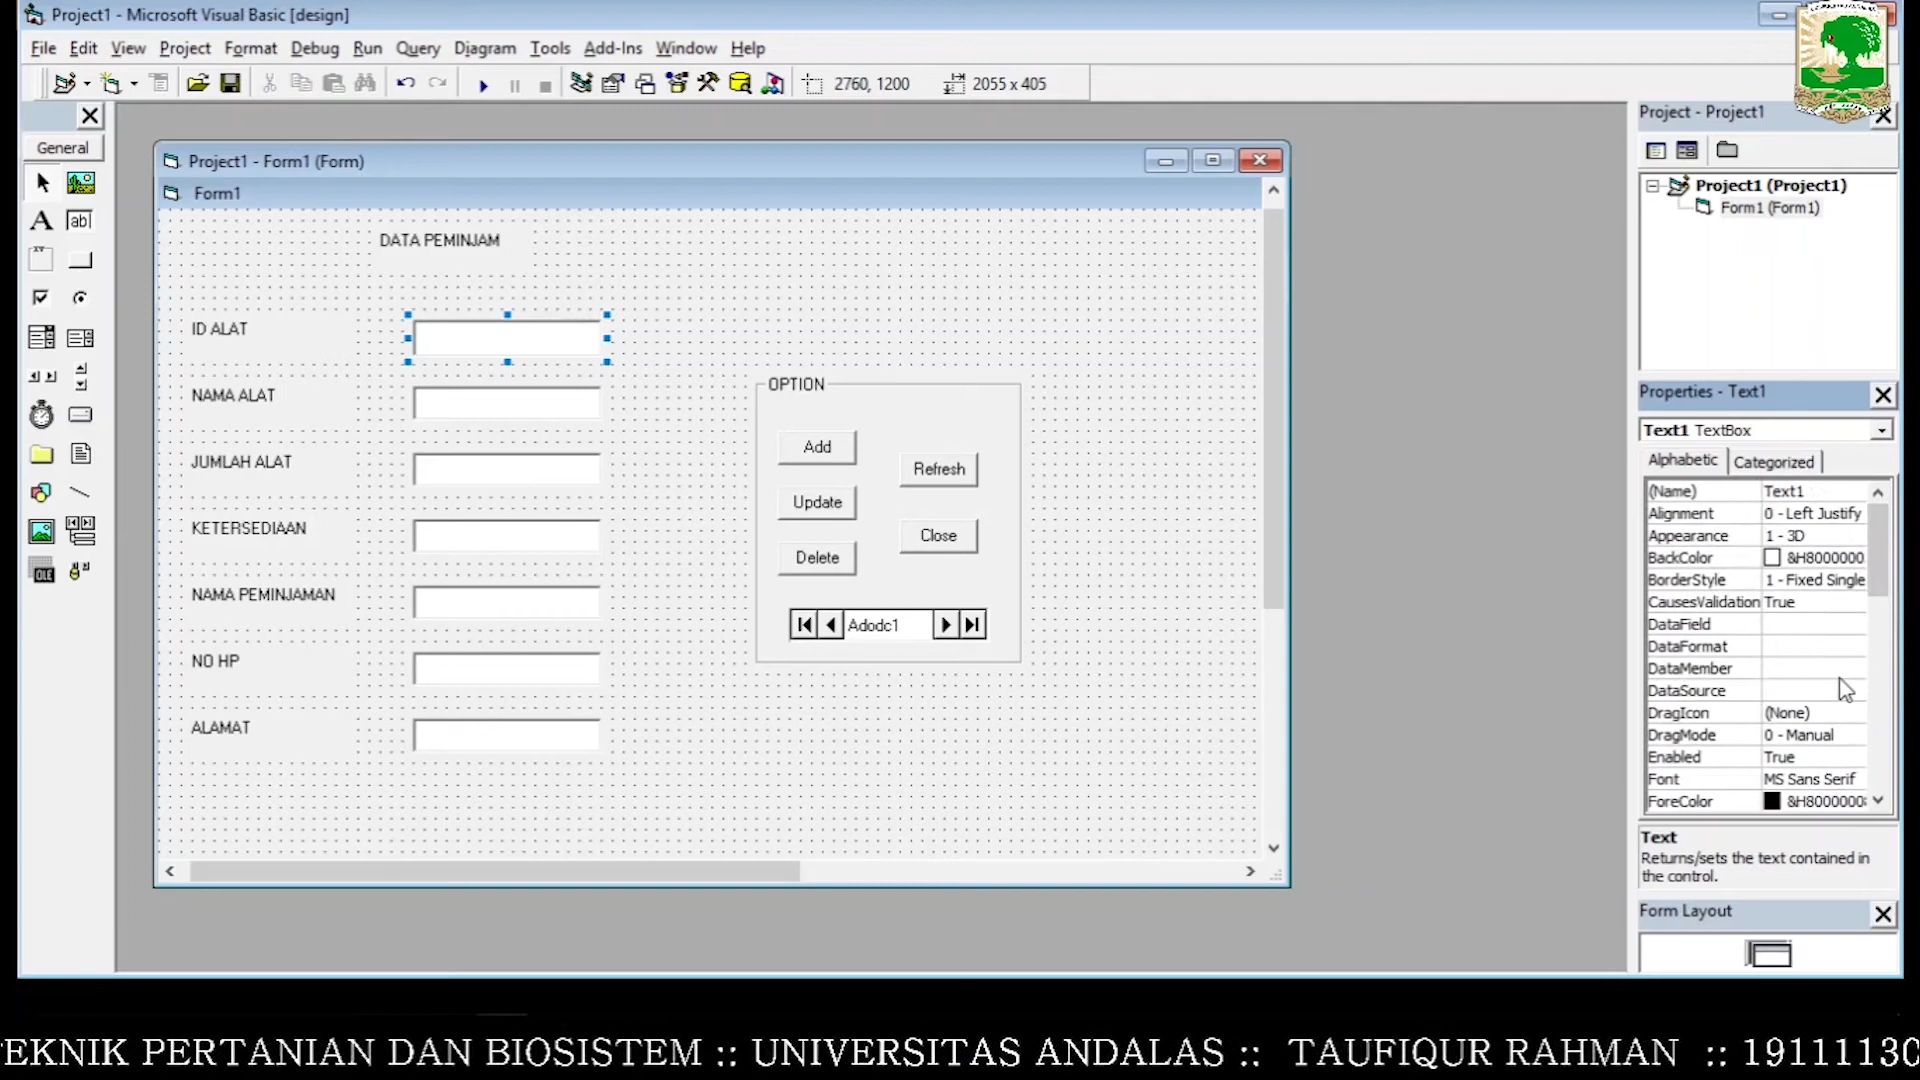 Project1 - Microsoft Visual Basic [design]
File Edit View Project Format Debug Run Query Diagram Tools Add-Ins Window Help
2760, 1200 2055 x 405
General
A ab|
OLE
Project1 - Form1 (Form)
Form1
DATA PEMINJAM
ID ALAT
NAMA ALAT
JUMLAH ALAT
KETERSEDIAAN
NAMA PEMINJAMAN
NO HP
ALAMAT
OPTION
Add
Refresh
Update
Close
Delete
Adodc1
Project - Project1
Project1 (Project1)
Form1 (Form1)
Properties - Text1
Text1 TextBox
Alphabetic Categorized
(Name) Text1
Alignment 0 - Left Justify
Appearance 1 - 3D
BackColor &H8000000
BorderStyle 1 - Fixed Single
CausesValidation True
DataField
DataFormat
DataMember
DataSource
DragIcon (None)
DragMode 0 - Manual
Enabled True
Font MS Sans Serif
ForeColor &H8000000
Text
Returns/sets the text contained in
the control.
Form Layout
EKNIK PERTANIAN DAN BIOSISTEM :: UNIVERSITAS ANDALAS :: TAUFIQUR RAHMAN :: 19111130